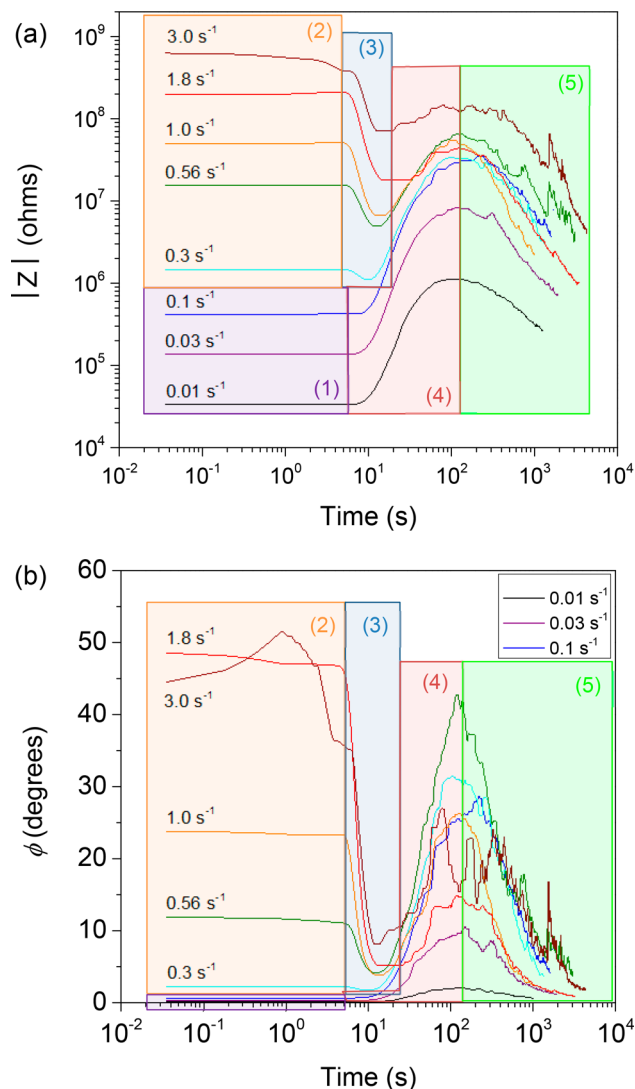 (a)
10⁹
10⁸
10⁷
10⁶
10⁵
10⁴
|Z| (ohms)
3.0 s⁻¹
1.8 s⁻¹
1.0 s⁻¹
0.56 s⁻¹
0.3 s⁻¹
0.1 s⁻¹
0.03 s⁻¹
0.01 s⁻¹
(2)
(3)
(5)
(1)
(4)
10⁻² 10⁻¹ 10⁰ 10¹ 10² 10³ 10⁴
Time (s)
(b)
60
50
40
30
20
10
0
ϕ (degrees)
1.8 s⁻¹
3.0 s⁻¹
1.0 s⁻¹
0.56 s⁻¹
0.3 s⁻¹
(2)
(3)
(4)
(5)
0.01 s⁻¹
0.03 s⁻¹
0.1 s⁻¹
10⁻² 10⁻¹ 10⁰ 10¹ 10² 10³ 10⁴
Time (s)